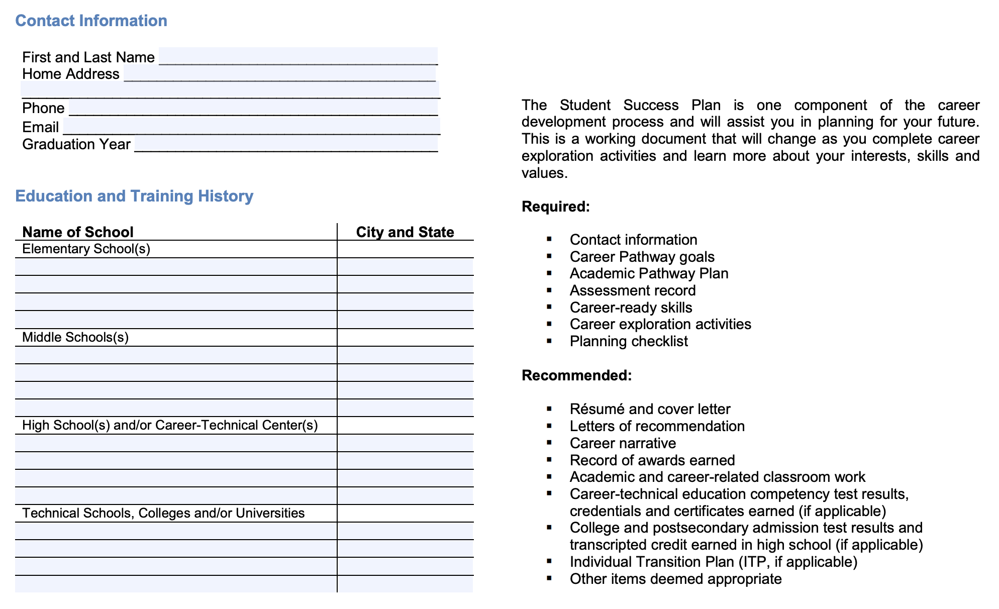 Contact Information
First and Last Name
Home Address
Phone
Email
Graduation Year
Education and Training History
Name of School City and State
Elementary School(s)
Middle Schools(s)
High School(s) and/or Career-Technical Center(s)
Technical Schools, Colleges and/or Universities
The Student Success Plan is one component of the career
development process and will assist you in planning for your future.
This is a working document that will change as you complete career
exploration activities and learn more about your interests, skills and
values.
Required:
▪ Contact information
▪ Career Pathway goals
▪ Academic Pathway Plan
▪ Assessment record
▪ Career-ready skills
▪ Career exploration activities
▪ Planning checklist
Recommended:
▪ Résumé and cover letter
▪ Letters of recommendation
▪ Career narrative
▪ Record of awards earned
▪ Academic and career-related classroom work
▪ Career-technical education competency test results,
credentials and certificates earned (if applicable)
▪ College and postsecondary admission test results and
transcripted credit earned in high school (if applicable)
▪ Individual Transition Plan (ITP, if applicable)
▪ Other items deemed appropriate